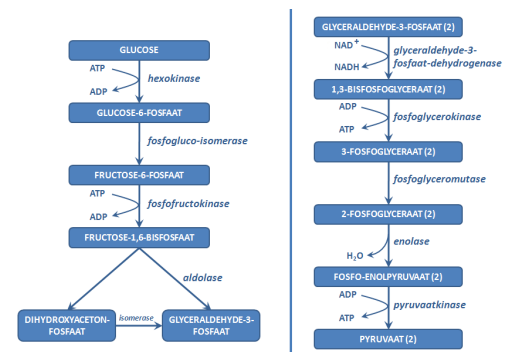 GLUCOSE
ATP
hexokinase
ADP
GLUCOSE-6-FOSFAAT
fosfogluco-isomerase
FRUCTOSE-6-FOSFAAT
ATP
fosfofructokinase
ADP
FRUCTOSE-1,6-BISFOSFAAT
aldolase
DIHYDROXYACETON-
FOSFAAT
isomerase
GLYCERALDEHYDE-3-
FOSFAAT
GLYCERALDEHYDE-3-FOSFAAT (2)
NAD+
glyceraldehyde-3-
fosfaat-dehydrogenase
NADH
1,3-BISFOSFOGLYCERAAT (2)
ADP
fosfoglycerokinase
ATP
3-FOSFOGLYCERAAT (2)
fosfoglyceromutase
2-FOSFOGLYCERAAT (2)
enolase
H2O
FOSFO-ENOLPYRUVAAT (2)
ADP
pyruvaatkinase
ATP
PYRUVAAT (2)